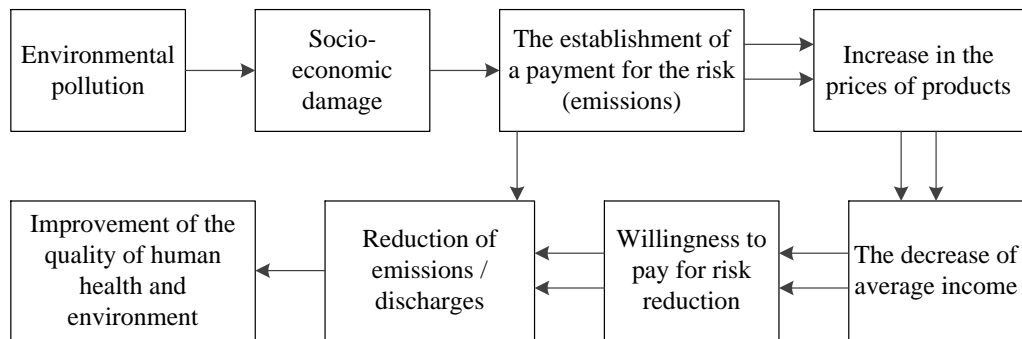 Environmental
pollution
Socio-
economic
damage
The establishment of
a payment for the risk
(emissions)
Increase in the
prices of products
Improvement of the
quality of human
health and
environment
Reduction of
emissions /
discharges
Willingness to
pay for risk
reduction
The decrease of
average income